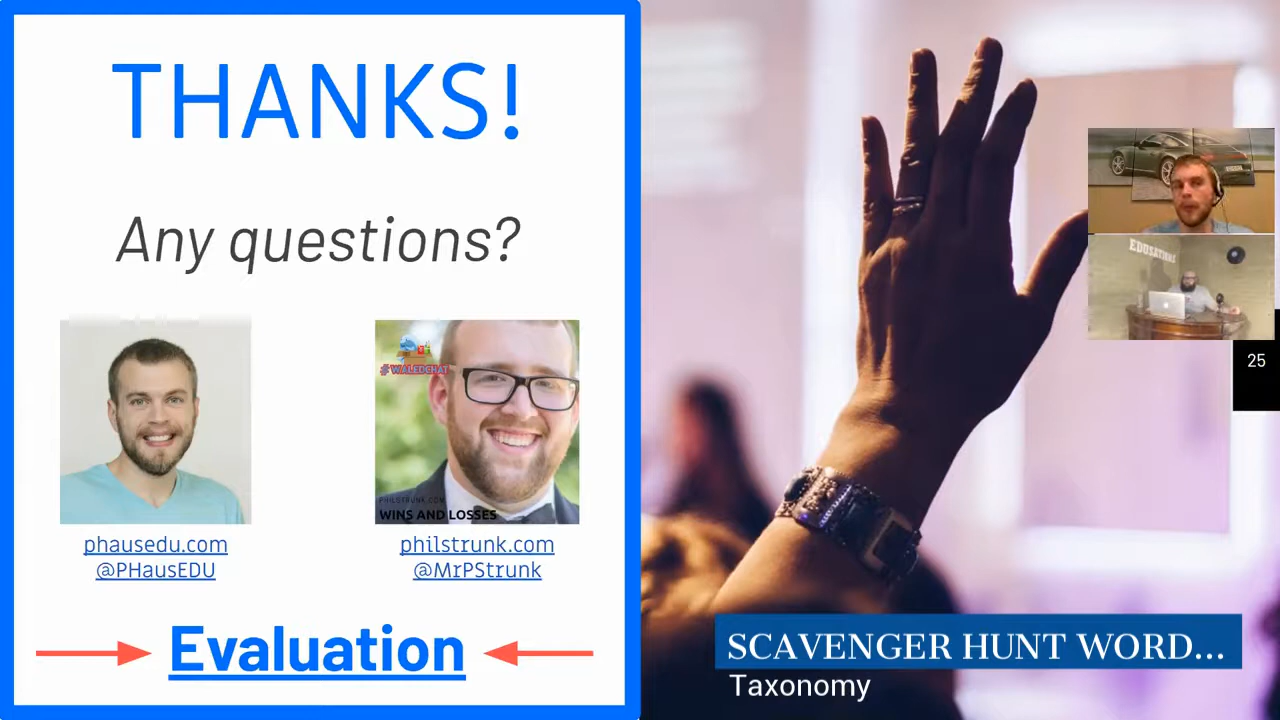 THANKS!
Any questions?
#WALEDCHAT
PHILSTRUNK.COM
WINS AND LOSSES
phausedu.com
@PHausEDU
philstrunk.com
@MrPStrunk
Evaluation
EDUSATIONS
25
SCAVENGER HUNT WORD...
Taxonomy